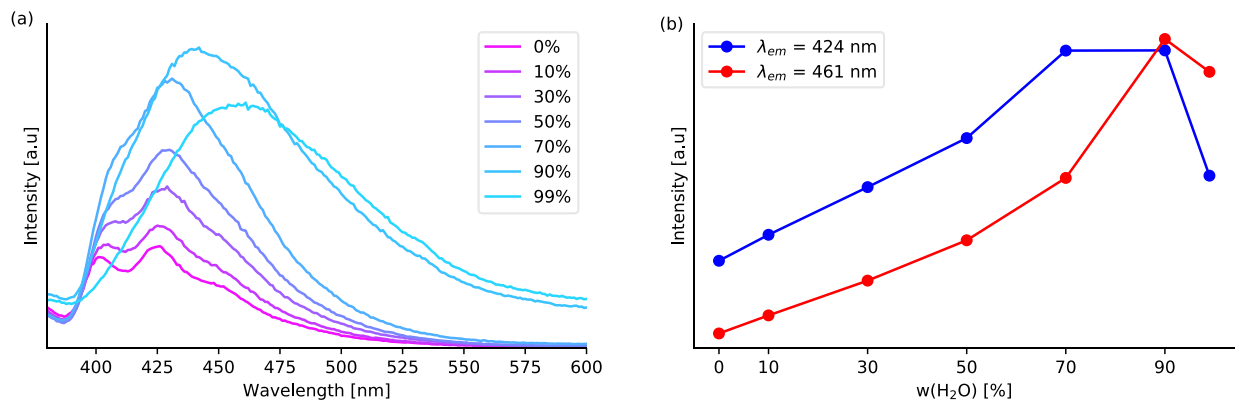 (a)
Intensity [a.u]
0%
10%
30%
50%
70%
90%
99%
400 425 450 475 500 525 550 575 600
Wavelength [nm]
(b)
Intensity [a.u]
λem = 424 nm
λem = 461 nm
0 10 30 50 70 90
w(H₂O) [%]